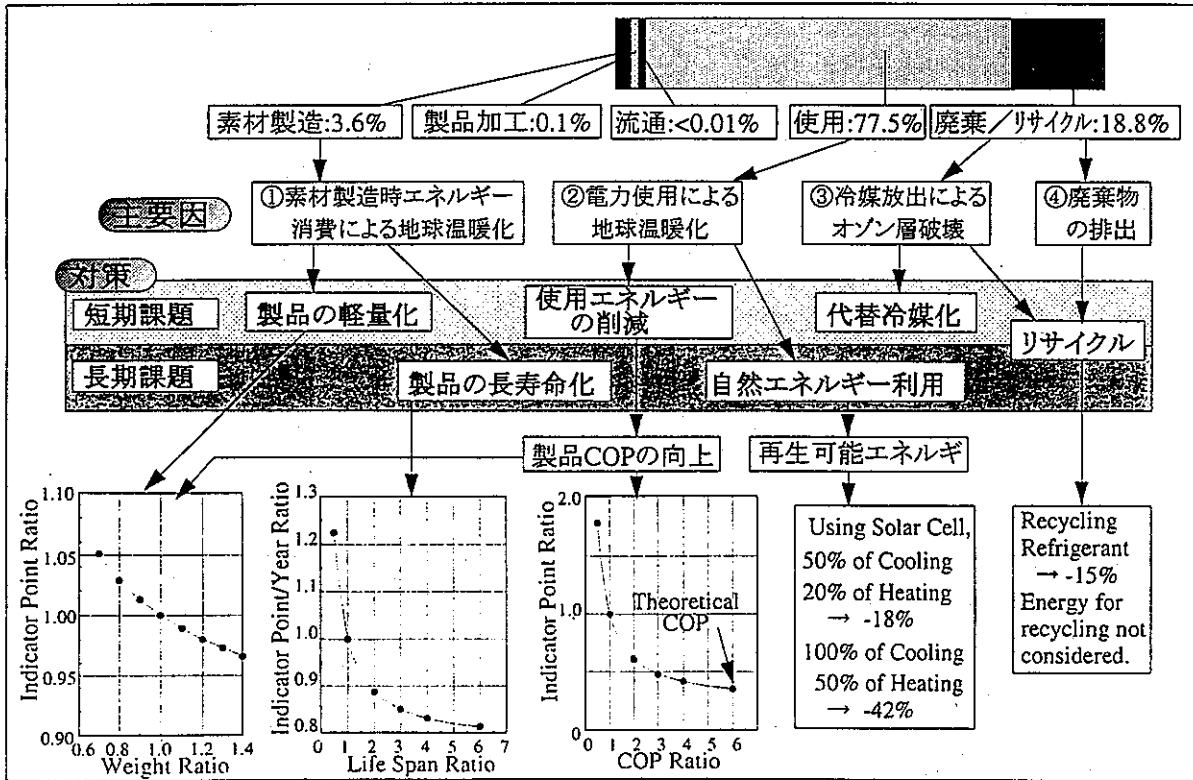 素材製造:3.6%
製品加工:0.1%
流通:<0.01%
使用:77.5%
廃棄／リサイクル:18.8%
主要因
①素材製造時エネルギー
消費による地球温暖化
②電力使用による
地球温暖化
③冷媒放出による
オゾン層破壊
④廃棄物
の排出
対策
短期課題
製品の軽量化
使用エネルギー
の削減
代替冷媒化
リサイクル
長期課題
製品の長寿命化
自然エネルギー利用
製品COPの向上
再生可能エネルギ
Indicator Point Ratio
1.10
1.05
1.00
0.95
0.90
0.6 0.8 1.0 1.2 1.4
Weight Ratio
Indicator Point/Year Ratio
1.3
1.2
1.1
1.0
0.9
0.8
0 1 2 3 4 5 6 7
Life Span Ratio
Indicator Point Ratio
2.0
1.0
0
Theoretical
COP
0 1 2 3 4 5 6
COP Ratio
Using Solar Cell,
50% of Cooling
20% of Heating
→ -18%
100% of Cooling
50% of Heating
→ -42%
Recycling
Refrigerant
→ -15%
Energy for
recycling not
considered.